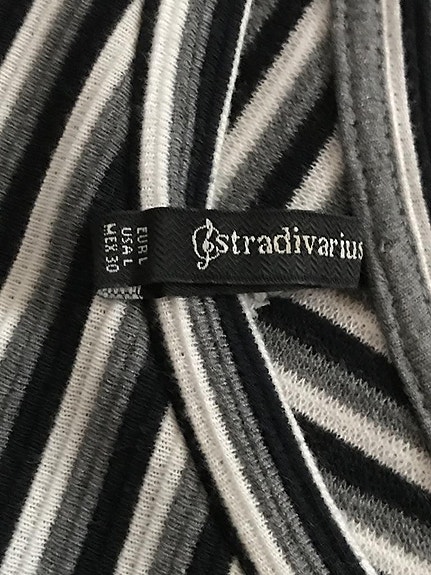 stradivarius
EUR L
USA L
MEX 30